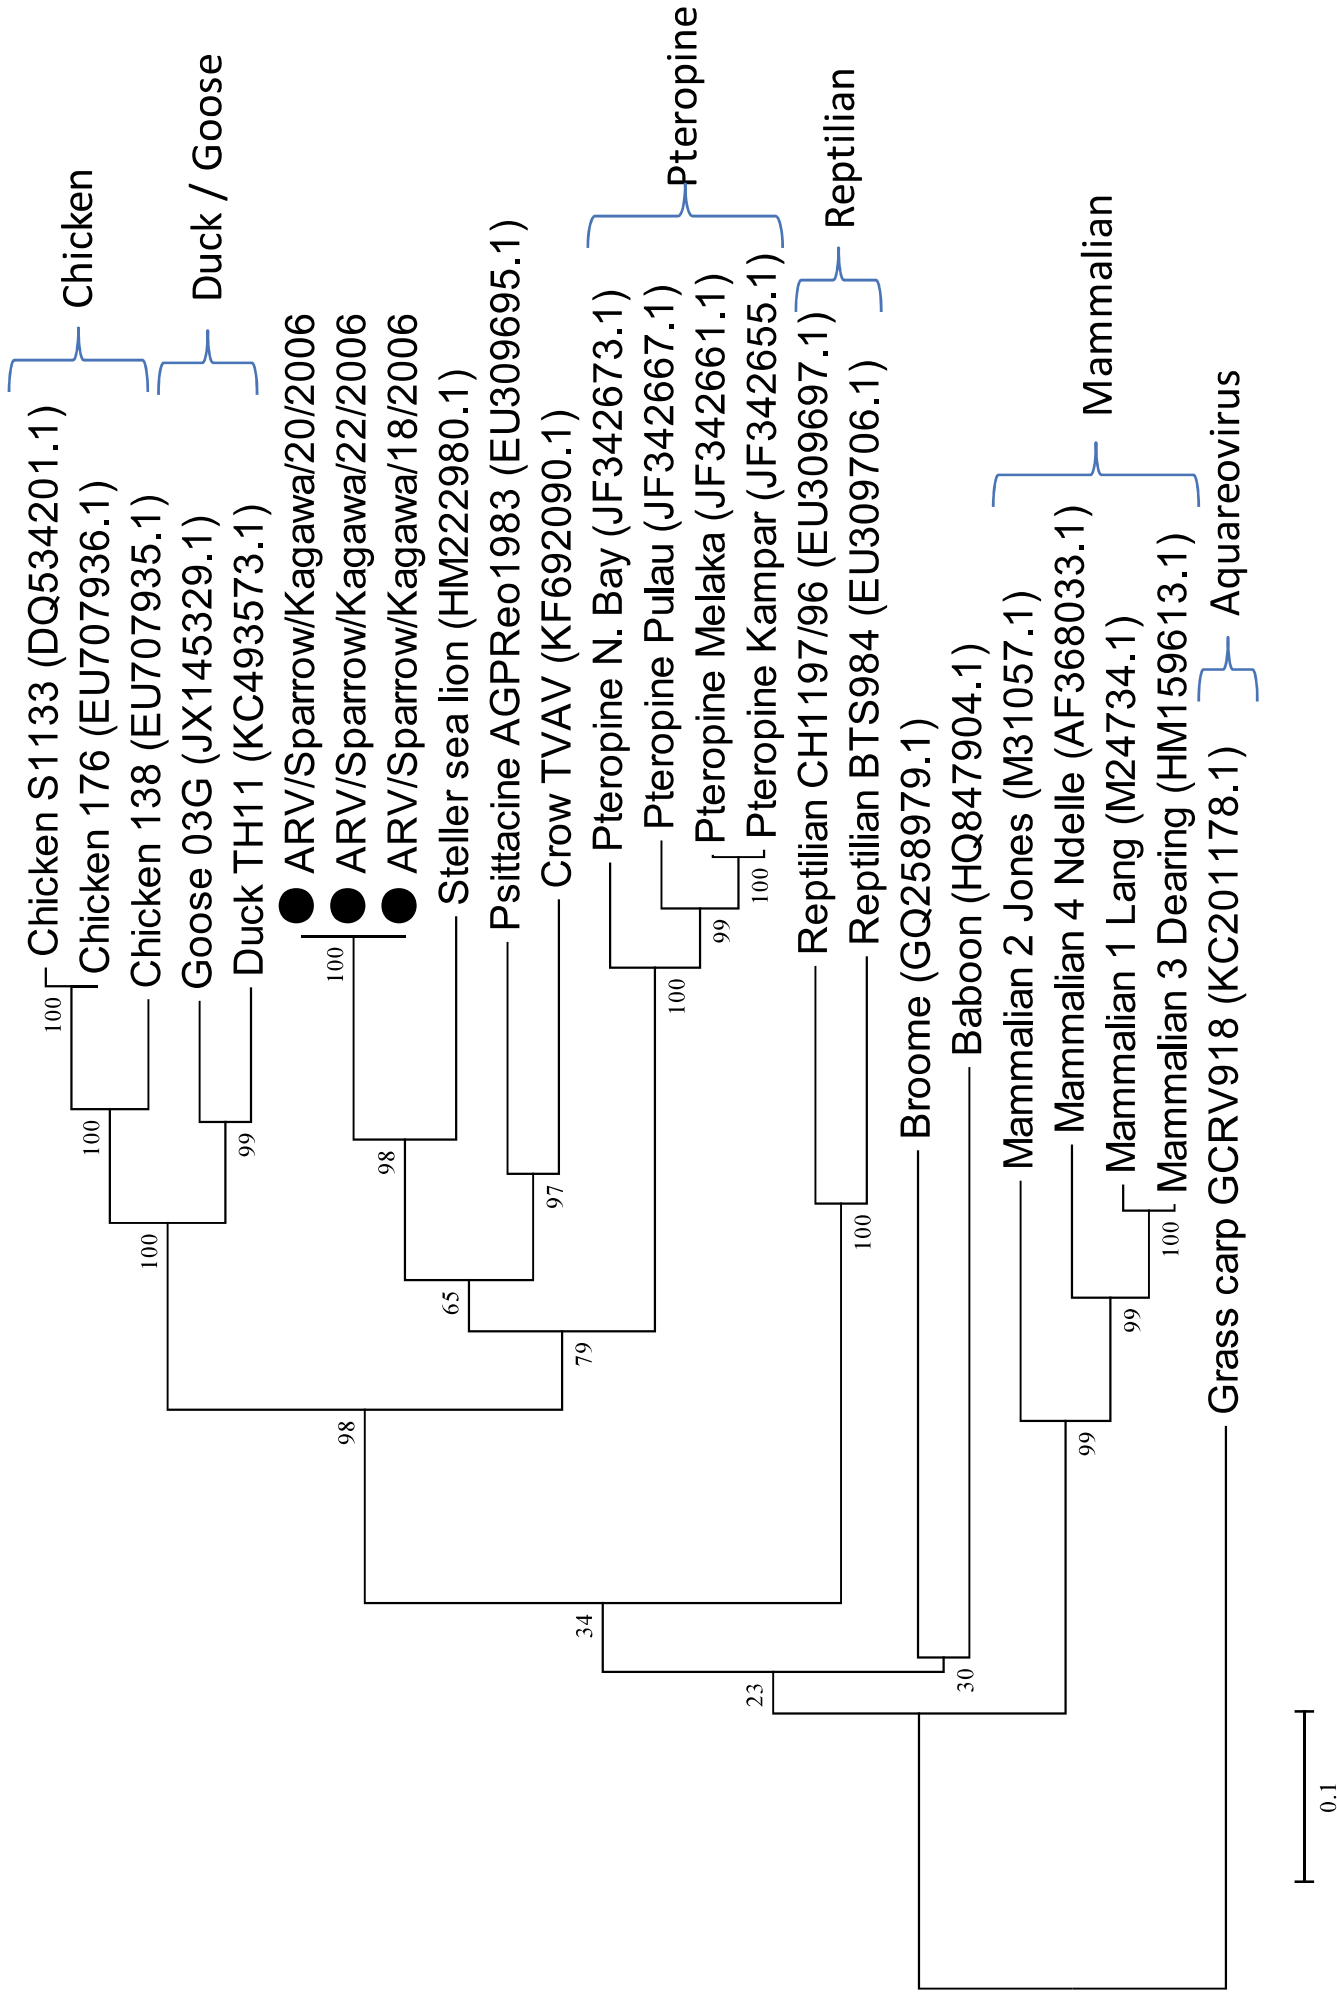 Chicken S1133 (DQ534201.1)
Chicken 176 (EU707936.1)
Chicken 138 (EU707935.1)
Goose 03G (JX145329.1)
Duck TH11 (KC493573.1)
ARV/Sparrow/Kagawa/20/2006
ARV/Sparrow/Kagawa/22/2006
ARV/Sparrow/Kagawa/18/2006
Steller sea lion (HM222980.1)
Psittacine AGPReo1983 (EU309695.1)
Crow TVAV (KF692090.1)
Pteropine N. Bay (JF342673.1)
Pteropine Pulau (JF342667.1)
Pteropine Melaka (JF342661.1)
Pteropine Kampar (JF342655.1)
Reptilian CH1197/96 (EU309697.1)
Reptilian BTS984 (EU309706.1)
Broome (GQ258979.1)
Baboon (HQ847904.1)
Mammalian 2 Jones (M31057.1)
Mammalian 4 Ndelle (AF368033.1)
Mammalian 1 Lang (M24734.1)
Mammalian 3 Dearing (HM159613.1)
Grass carp GCRV918 (KC201178.1)
Chicken
Duck / Goose
Pteropine
Reptilian
Mammalian
Aquareovirus
100
100
99
100
100
98
97
65
100
99
100
79
98
100
34
30
23
100
99
99
0.1